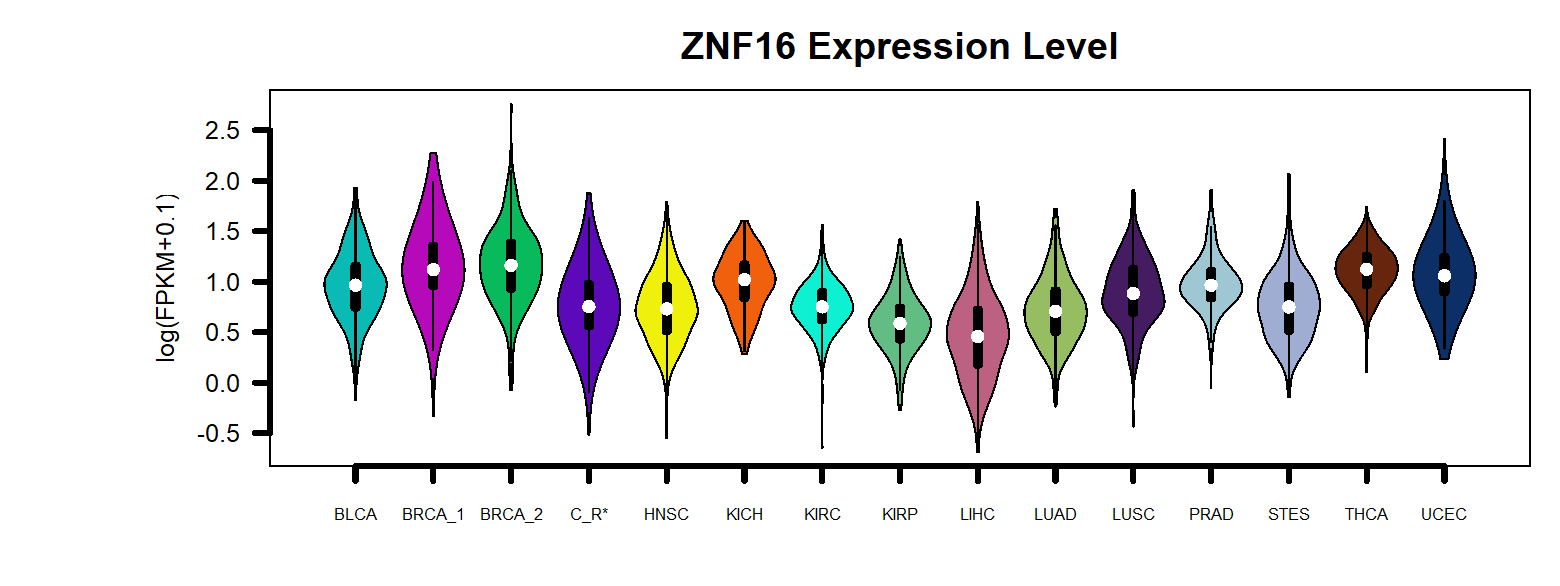 ZNF16 Expression Level
log(FPKM+0.1)
2.5
2.0
1.5
1.0
0.5
0.0
-0.5
BLCA BRCA_1 BRCA_2 C_R* HNSC KICH KIRC KIRP LIHC LUAD LUSC PRAD STES THCA UCEC